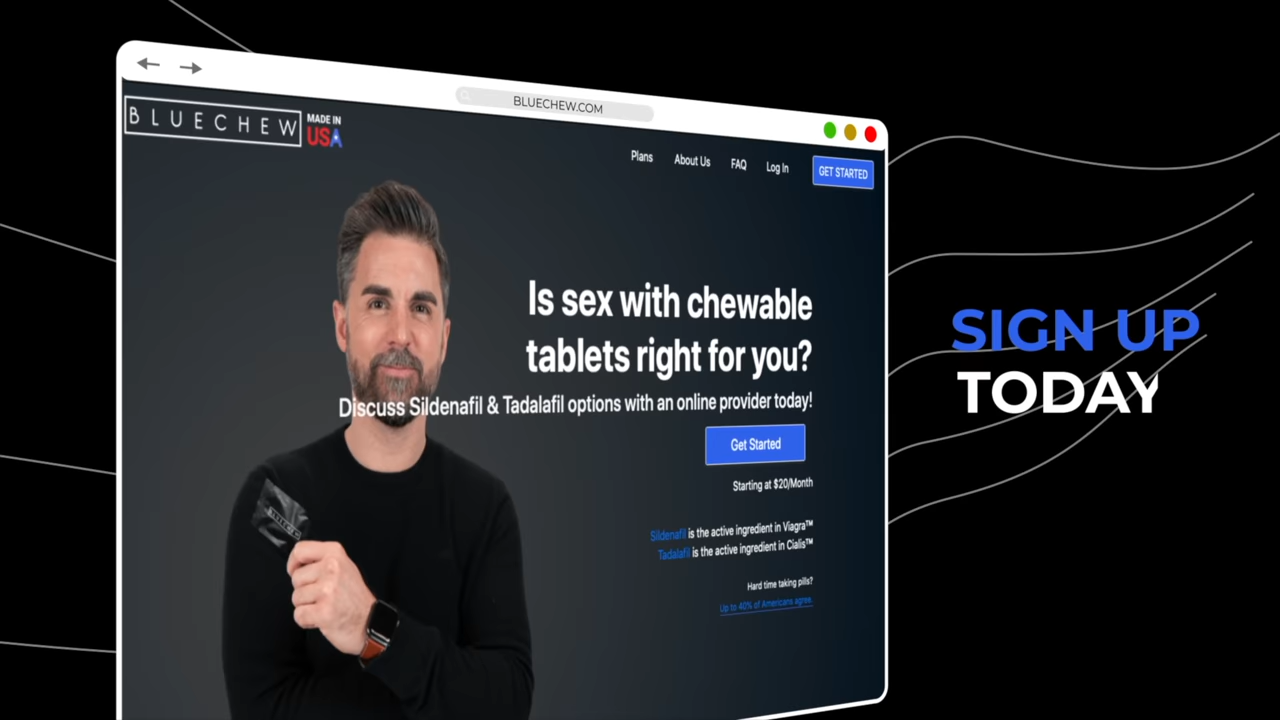 BLUECHEW.COM
BLUECHEW
MADE IN
USA
Plans
About Us
FAQ
Log In
GET STARTED
Is sex with chewable
tablets right for you?
Discuss Sildenafil & Tadalafil options with an online provider today!
Get Started
Starting at $20/Month
Sildenafil is the active ingredient in Viagra™
Tadalafil is the active ingredient in Cialis™
Hard time taking pills?
Up to 40% of Americans agree.
BLUECHEW
SIGN UP
TODAY